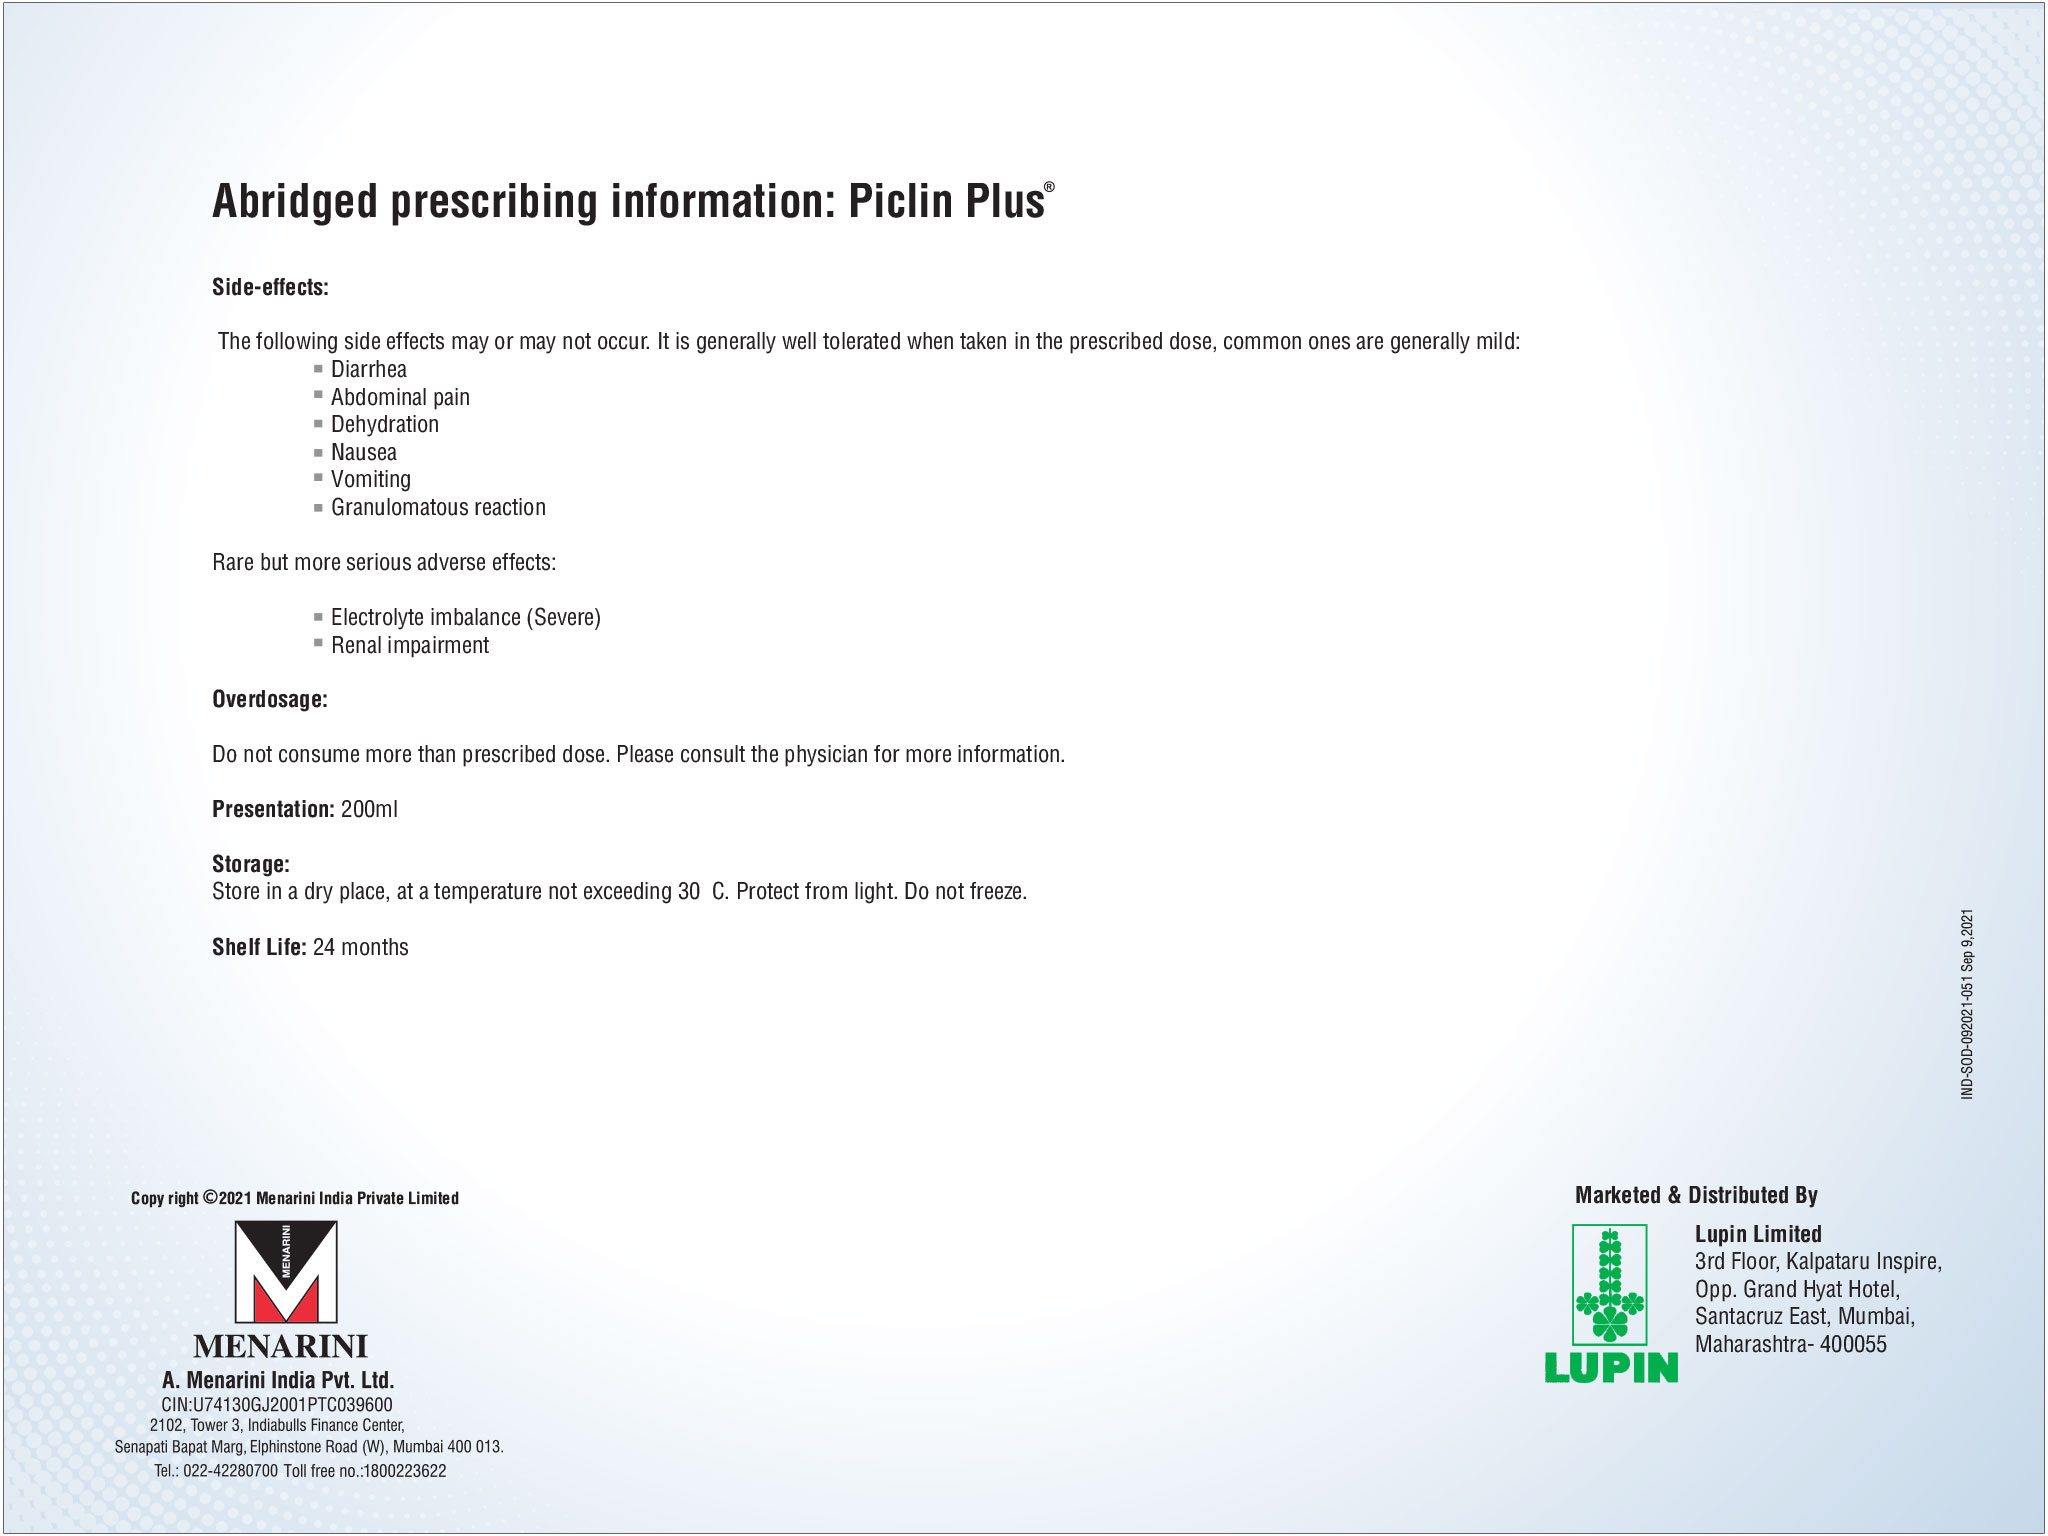 Abridged prescribing information: Piclin Plus®
Side-effects:
The following side effects may or may not occur. It is generally well tolerated when taken in the prescribed dose, common ones are generally mild:
▪ Diarrhea
▪ Abdominal pain
▪ Dehydration
▪ Nausea
▪ Vomiting
▪ Granulomatous reaction
Rare but more serious adverse effects:
▪ Electrolyte imbalance (Severe)
▪ Renal impairment
Overdosage:
Do not consume more than prescribed dose. Please consult the physician for more information.
Presentation: 200ml
Storage:
Store in a dry place, at a temperature not exceeding 30  C. Protect from light. Do not freeze.
Shelf Life: 24 months
IND-SOD-092021-051 Sep 9,2021
Copy right ©2021 Menarini India Private Limited
MENARINI
MENARINI
A. Menarini India Pvt. Ltd.
CIN:U74130GJ2001PTC039600
2102, Tower 3, Indiabulls Finance Center,
Senapati Bapat Marg, Elphinstone Road (W), Mumbai 400 013.
Tel.: 022-42280700 Toll free no.:1800223622
Marketed & Distributed By
Lupin Limited
3rd Floor, Kalpataru Inspire,
Opp. Grand Hyat Hotel,
Santacruz East, Mumbai,
Maharashtra- 400055
LUPIN